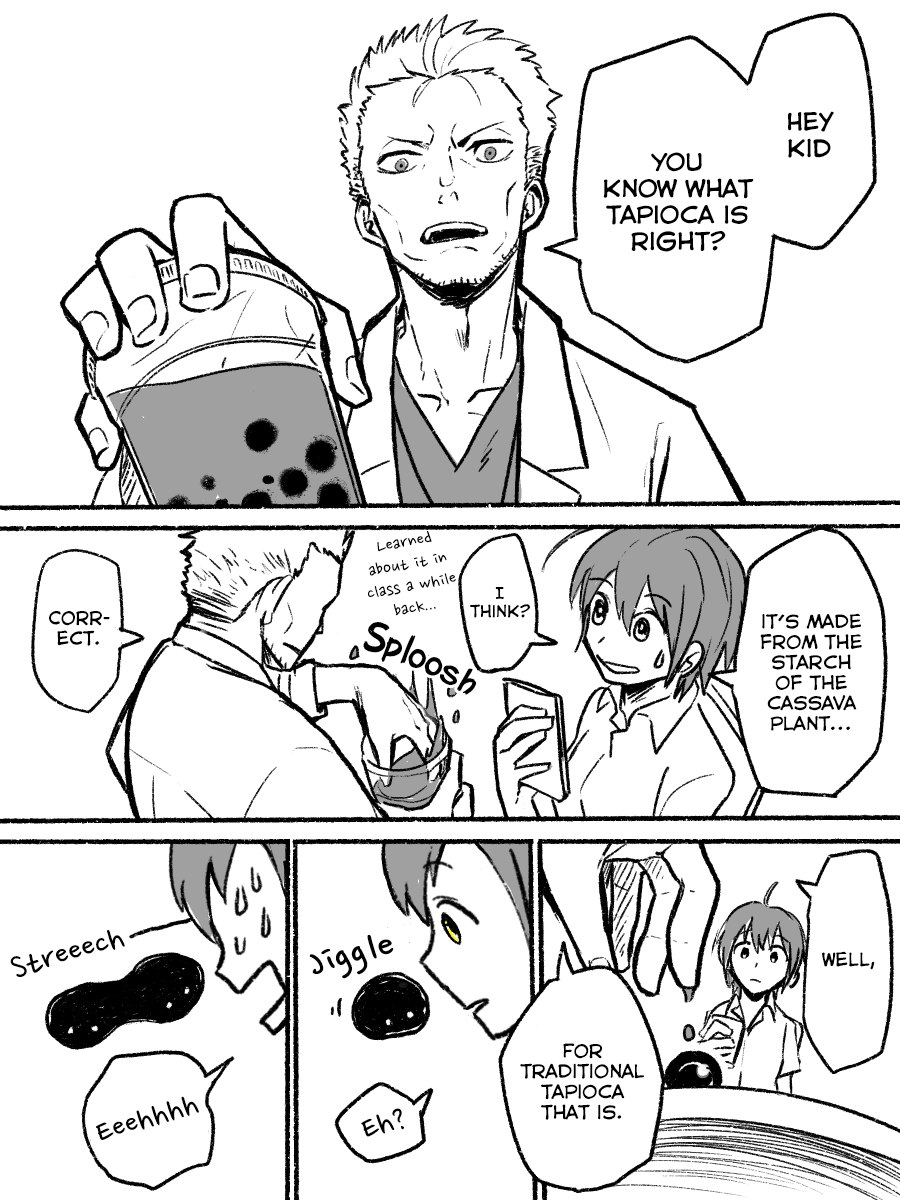 HEY
KID
YOU
KNOW WHAT
TAPIOCA IS
RIGHT?
IT'S MADE
FROM THE
STARCH
OF THE
CASSAVA
PLANT...
I
THINK?
Learned
about it in
class a while
back...
Sploosh
CORR-
ECT.
WELL,
FOR
TRADITIONAL
TAPIOCA
THAT IS.
Jiggle
Eh?
Streeech
Eeehhhh